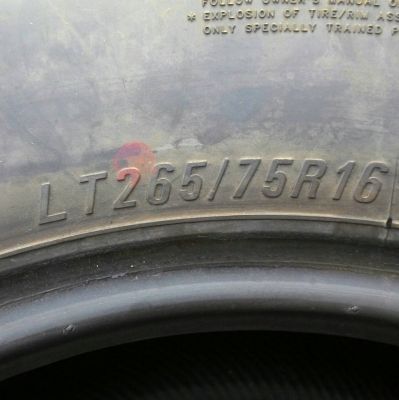 FOLLOW OWNER'S MANUAL O
* EXPLOSION OF TIRE/RIM ASS
ONLY SPECIALLY TRAINED P
LT265/75R16